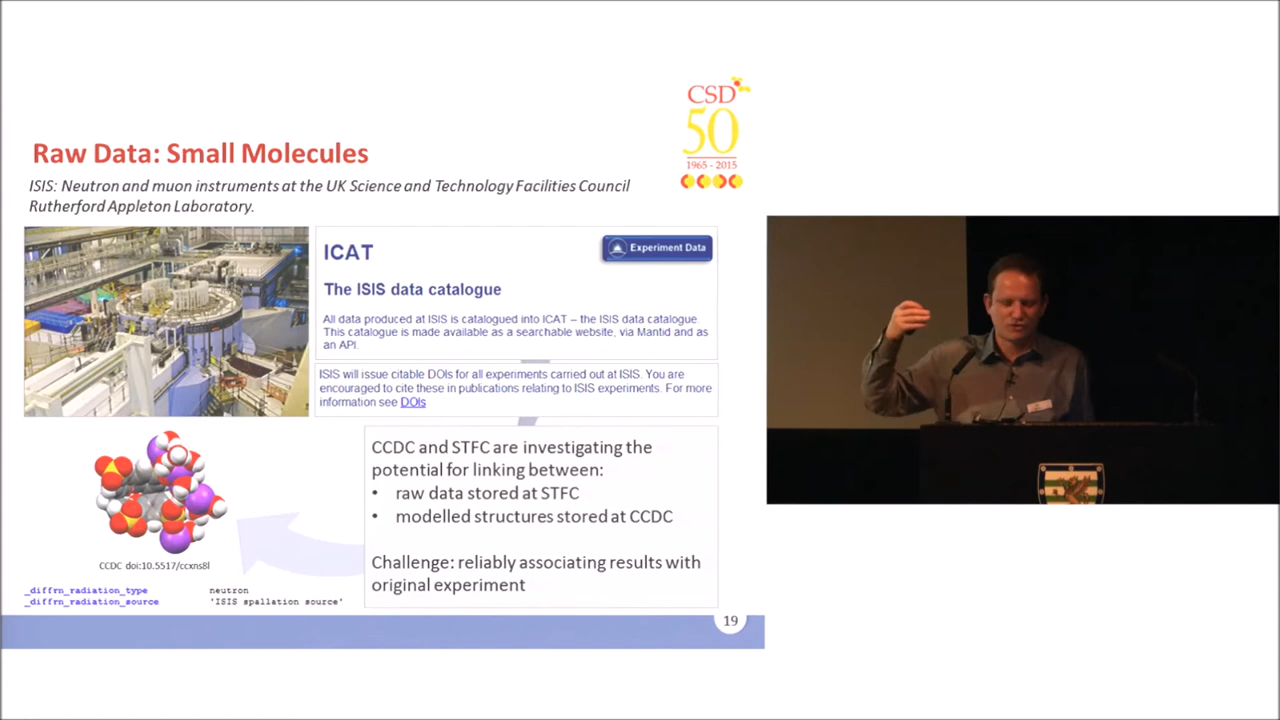 CSD
50
1965 - 2015
Raw Data: Small Molecules
ISIS: Neutron and muon instruments at the UK Science and Technology Facilities Council
Rutherford Appleton Laboratory.
ICAT
Experiment Data
The ISIS data catalogue
All data produced at ISIS is catalogued into ICAT – the ISIS data catalogue.
This catalogue is made available as a searchable website, via Mantid and as
an API.
ISIS will issue citable DOIs for all experiments carried out at ISIS. You are
encouraged to cite these in publications relating to ISIS experiments. For more
information see DOIs
CCDC and STFC are investigating the
potential for linking between:
• raw data stored at STFC
• modelled structures stored at CCDC
Challenge: reliably associating results with
original experiment
CCDC doi:10.5517/ccxns8l
_diffrn_radiation_type neutron
_diffrn_radiation_source 'ISIS spallation source'
19